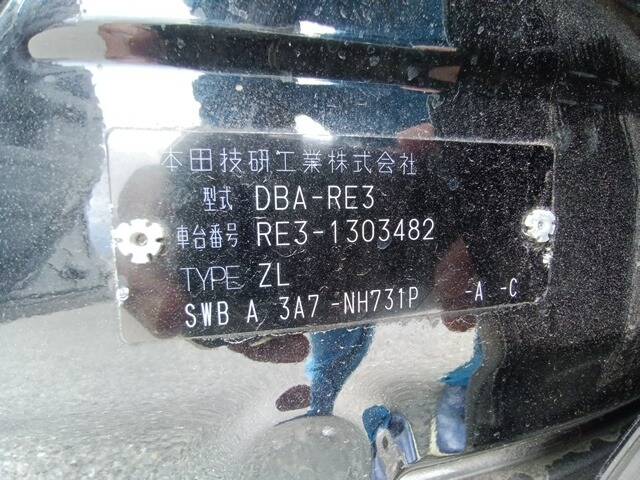 本田技研工業株式会社
型式 DBA-RE3
車台番号 RE3-1303482
TYPE ZL
SWB A 3A7 -NH731P -A -C